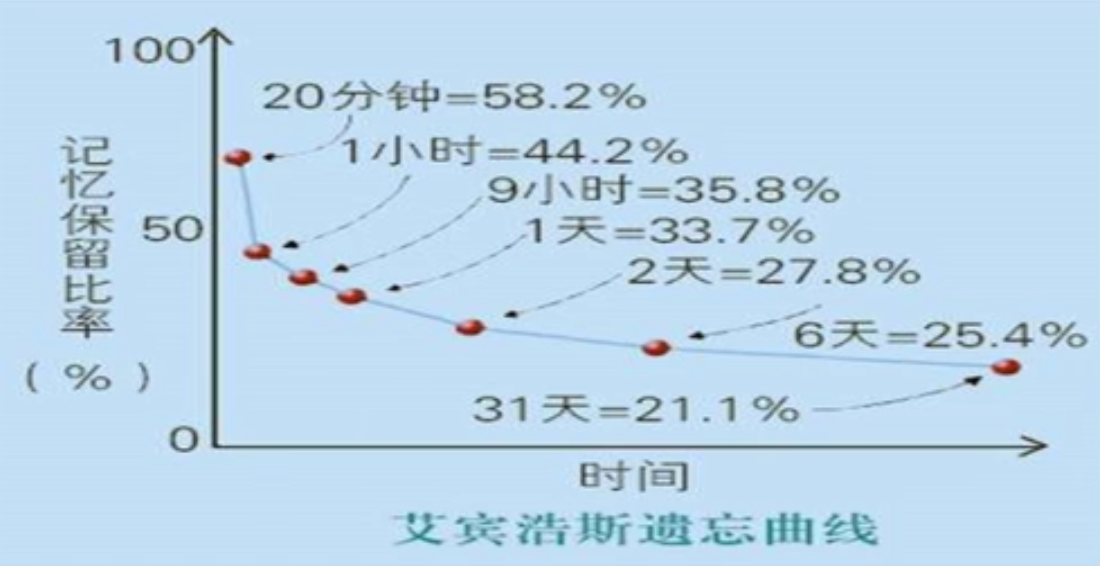 100
20分钟=58.2%
1小时=44.2%
9小时=35.8%
1天=33.7%
2天=27.8%
6天=25.4%
31天=21.1%
记忆保留比率
(%)
50
0
时间
艾宾浩斯遗忘曲线